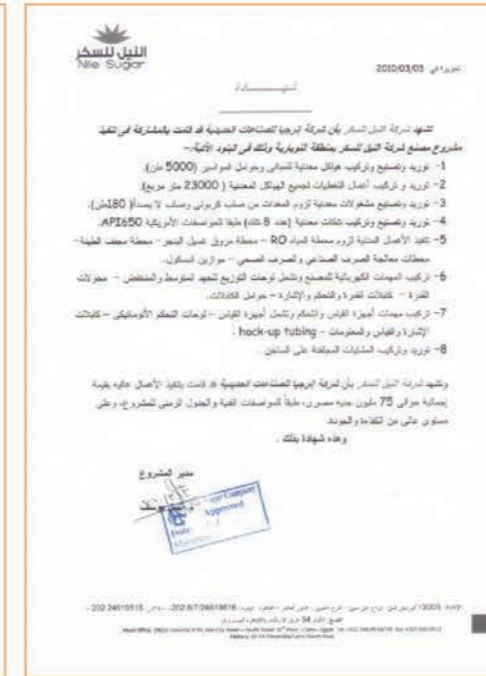 النيل للسكر
Nile Sugar
تحريرا في 2010/03/03
شهـــــادة
تشهد شركة النيل للسكر بأن شركة إنرجيا للصناعات الحديدية قد قامت بالمشاركة في تنفيذ
مشروع مصنع شركة النيل للسكر بمنطقة النوبارية وذلك في البنود الآتية:-
1- توريد وتصنيع وتركيب هياكل معدنية للمباني وحوامل المواسير (5000 طن).
2- توريد و تركيب أعمال التغطيات لجميع الهياكل المعدنية ( 23000 متر مربع).
3- توريد وتصنيع مشغولات معدنية لزوم المعدات من صاب كربوني وصاب لا يصدأ( 180طن).
4- توريد وتصنيع وتركيب تنكات معدنية (عدد 8 تنك) طبقا للمواصفات الأمريكية API650
5- تنفيذ الأعمال المدنية لزوم محطة المياه RO – محطة مروق غسيل البنجر – محطة مجفف الطينة–
محطات معالجة الصرف الصناعي والصرف الصحي – موازين البسكول.
6- تركيب المهمات الكهربائية للمصنع وتشمل لوحات التوزيع للجهد المتوسط والمنخفض – محولات
القدرة – كابلات القدرة والتحكم والإشارة – حوامل الكابلات.
7- تركيب مهمات أجهزة القياس والتحكم وتشمل أجهزة القياس – لوحات التحكم الأتوماتيكى – كابلات
الإشارة والقياس والمعلومات - hock-up tubing .
8- توريد وتركيب المشايات المجلفنة على الساخن .
وتشهد شركة النيل للسكر بأن شركة إنرجيا للصناعات الحديدية قد قامت بتنفيذ الأعمال عاليه بقيمة
إجمالية حوالي 75 مليون جنيه مصرى، طبقاً للمواصفات الفنية والجدول الزمني للمشروع، وعلى
مستوى عالي من الكفاءة والجودة.
وهذه شهادة بذلك .
مدير المشروع
Sugar Company
Approved
Date: